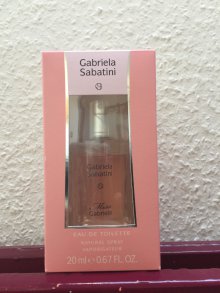 Gabriela
Sabatini
GABRIELA
SABATINI
Miss
Gabriela
EAU DE TOILETTE
NATURAL SPRAY
VAPORISATEUR
20 ml e 0.67 FL.OZ.